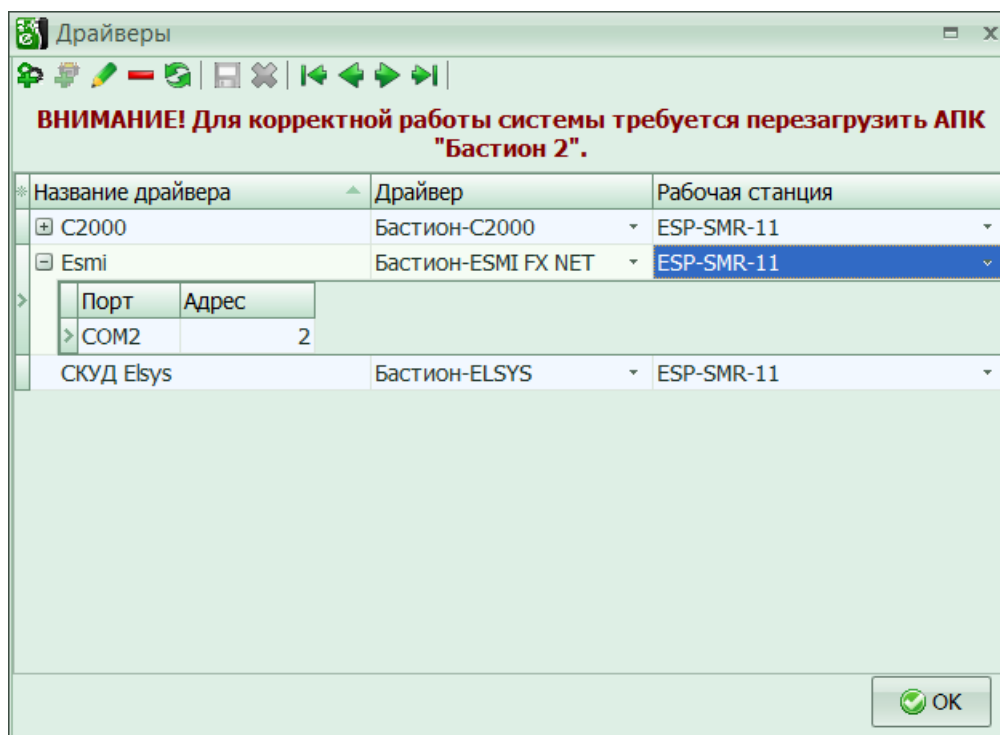 Драйверы
ВНИМАНИЕ! Для корректной работы системы требуется перезагрузить АПК
"Бастион 2".
Название драйвера Драйвер Рабочая станция
С2000 Бастион-С2000 ESP-SMR-11
Esmi Бастион-ESMI FX NET ESP-SMR-11
Порт Адрес
COM2 2
СКУД Elsys Бастион-ELSYS ESP-SMR-11
OK